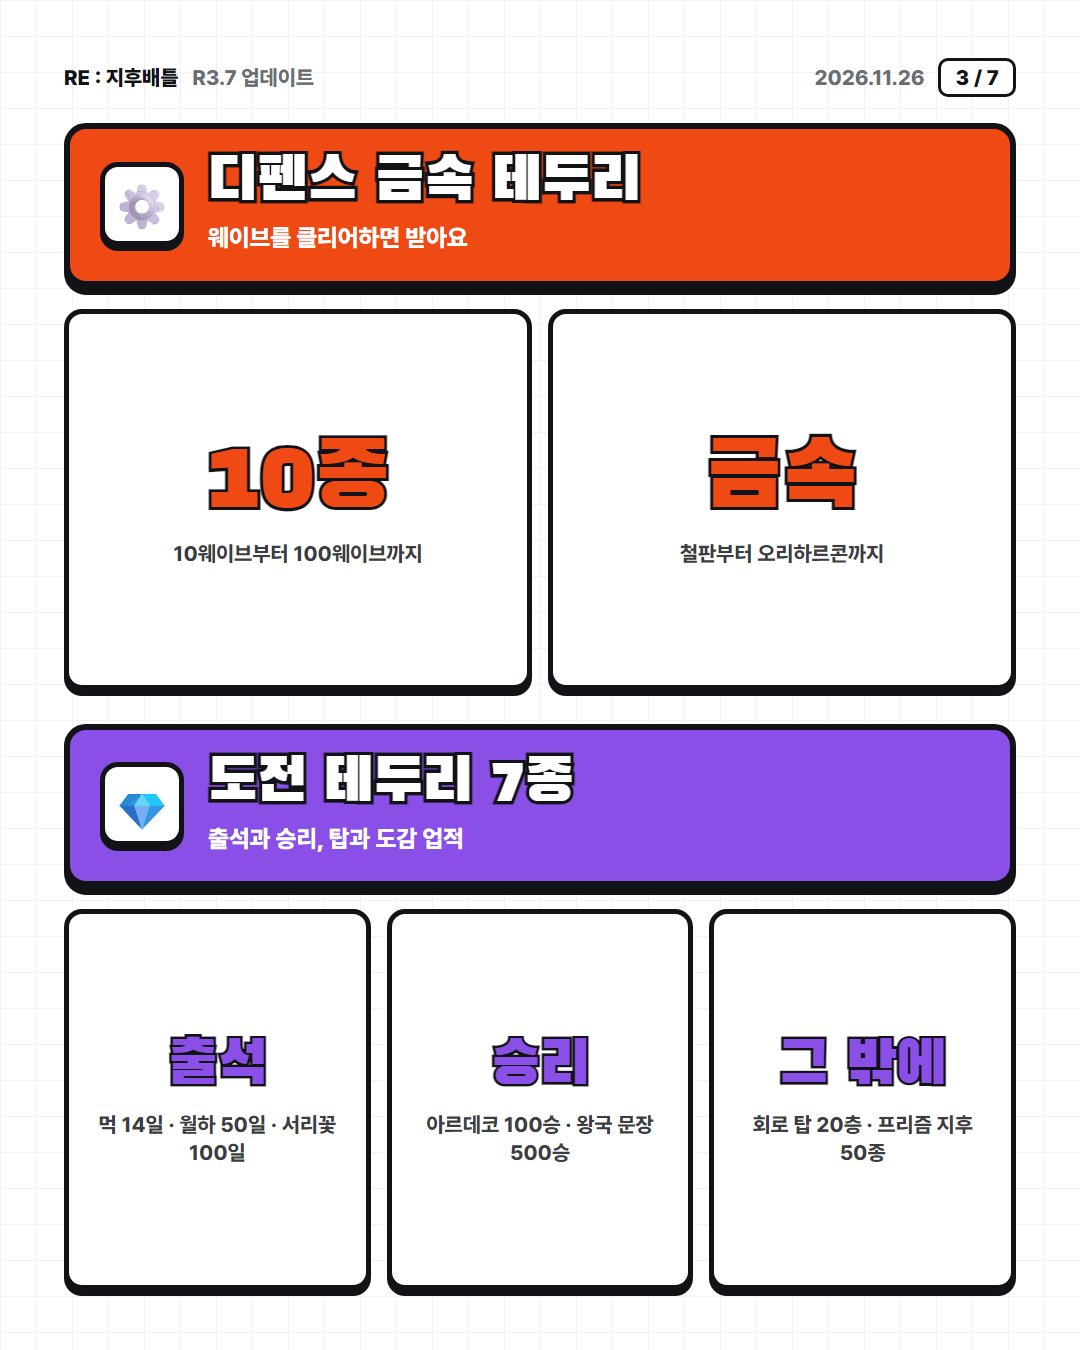 RE : 지후배틀 R3.7 업데이트
2026.11.26 3 / 7
디펜스 금속 테두리
웨이브를 클리어하면 받아요
10종
10웨이브부터 100웨이브까지
금속
철판부터 오리하르콘까지
도전 테두리 7종
출석과 승리, 탑과 도감 업적
출석
먹 14일 · 월하 50일 · 서리꽃
100일
승리
아르데코 100승 · 왕국 문장
500승
그 밖에
회로 탑 20층 · 프리즘 지후
50종